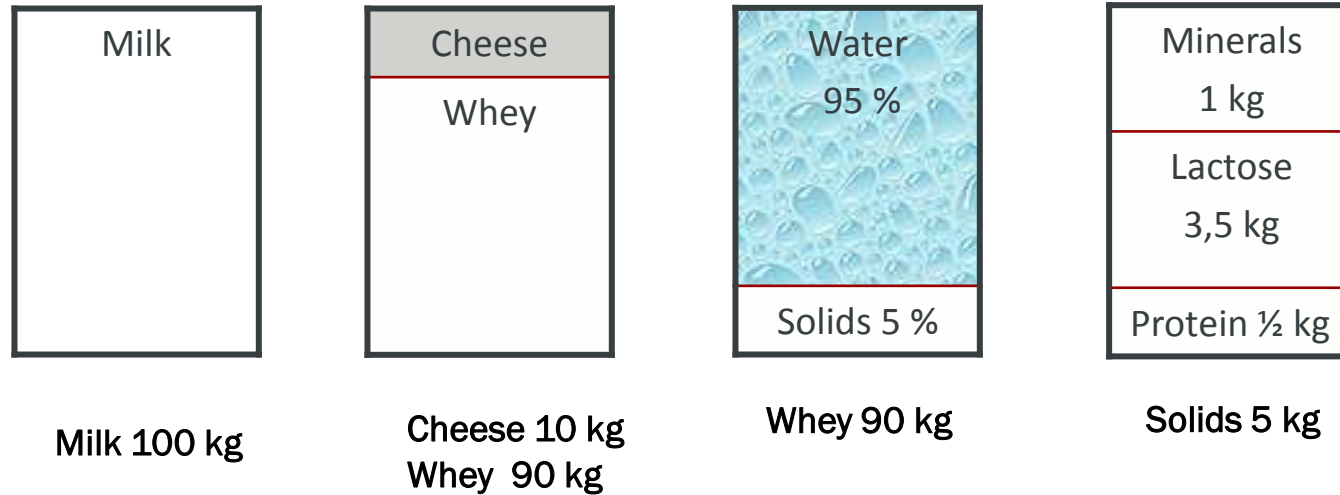 Milk
Milk 100 kg
Cheese
Whey
Cheese 10 kg
Whey 90 kg
Water
95 %
Solids 5 %
Whey 90 kg
Minerals
1 kg
Lactose
3,5 kg
Protein ½ kg
Solids 5 kg